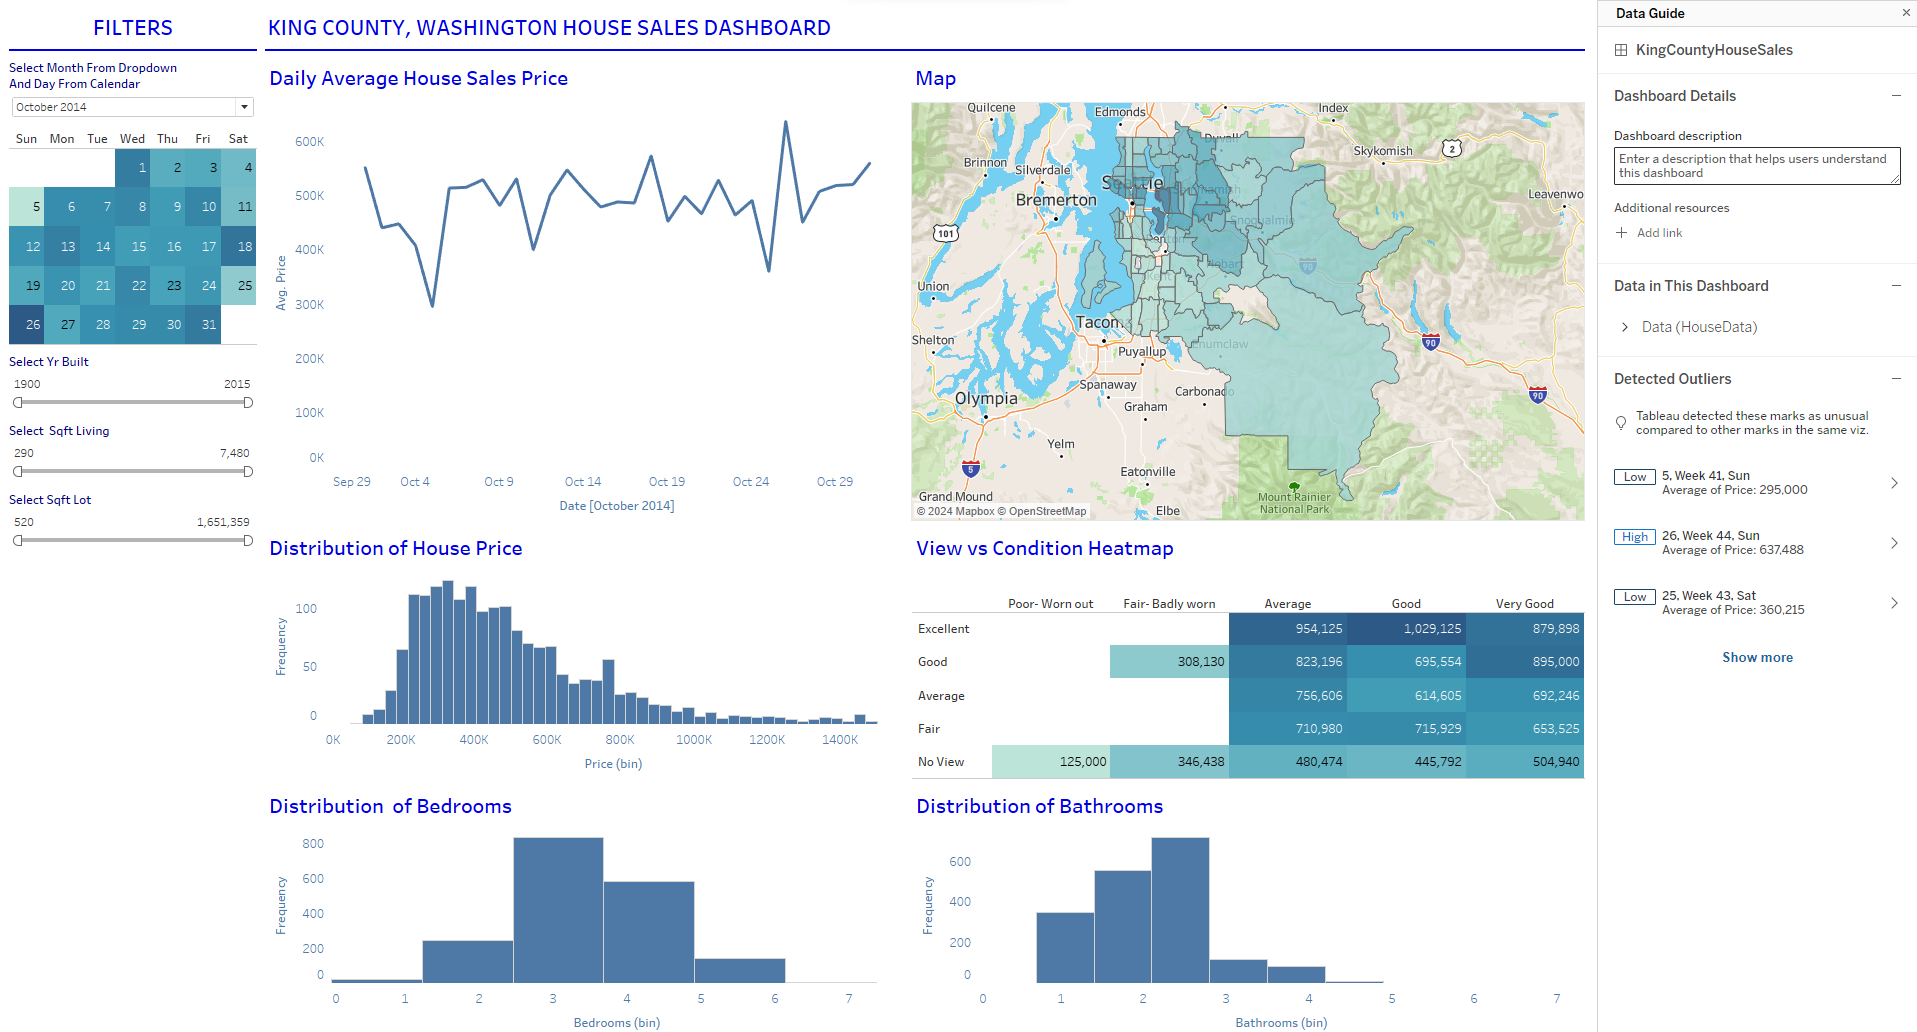 FILTERS
Select Month From Dropdown
And Day From Calendar
October 2014
Sun Mon Tue Wed Thu Fri Sat
1 2 3 4
5 6 7 8 9 10 11
12 13 14 15 16 17 18
19 20 21 22 23 24 25
26 27 28 29 30 31
Select Yr Built
1900 2015
Select Sqft Living
290 7,480
Select Sqft Lot
520 1,651,359
KING COUNTY, WASHINGTON HOUSE SALES DASHBOARD
Daily Average House Sales Price
Avg. Price
600K
500K
400K
300K
200K
100K
0K
Sep 29 Oct 4 Oct 9 Oct 14 Oct 19 Oct 24 Oct 29
Date [October 2014]
Map
Quilcene
Edmonds
Index
Duvall
Brinnon
Skykomish
2
Silverdale
Seattle
Bremerton
Leavenwo
Snoqualmie
101
Kent
Hobart
90
Union
Tacom
Enumclaw
Shelton
Puyallup
90
Spanaway
Carbonado
90
Olympia
Graham
Yelm
5
Eatonville
Mount Rainier
National Park
Grand Mound
Elbe
© 2024 Mapbox © OpenStreetMap
Distribution of House Price
Frequency
100
50
0
0K 200K 400K 600K 800K 1000K 1200K 1400K
Price (bin)
View vs Condition Heatmap
Poor- Worn out Fair- Badly worn Average Good Very Good
Excellent 954,125 1,029,125 879,898
Good 308,130 823,196 695,554 895,000
Average 756,606 614,605 692,246
Fair 710,980 715,929 653,525
No View 125,000 346,438 480,474 445,792 504,940
Distribution of Bedrooms
Frequency
800
600
400
200
0
0 1 2 3 4 5 6 7
Bedrooms (bin)
Distribution of Bathrooms
Frequency
600
400
200
0
0 1 2 3 4 5 6 7
Bathrooms (bin)
Data Guide
KingCountyHouseSales
Dashboard Details
Dashboard description
Enter a description that helps users understand
this dashboard
Additional resources
Add link
Data in This Dashboard
Data (HouseData)
Detected Outliers
Tableau detected these marks as unusual
compared to other marks in the same viz.
Low 5, Week 41, Sun
Average of Price: 295,000
High 26, Week 44, Sun
Average of Price: 637,488
Low 25, Week 43, Sat
Average of Price: 360,215
Show more